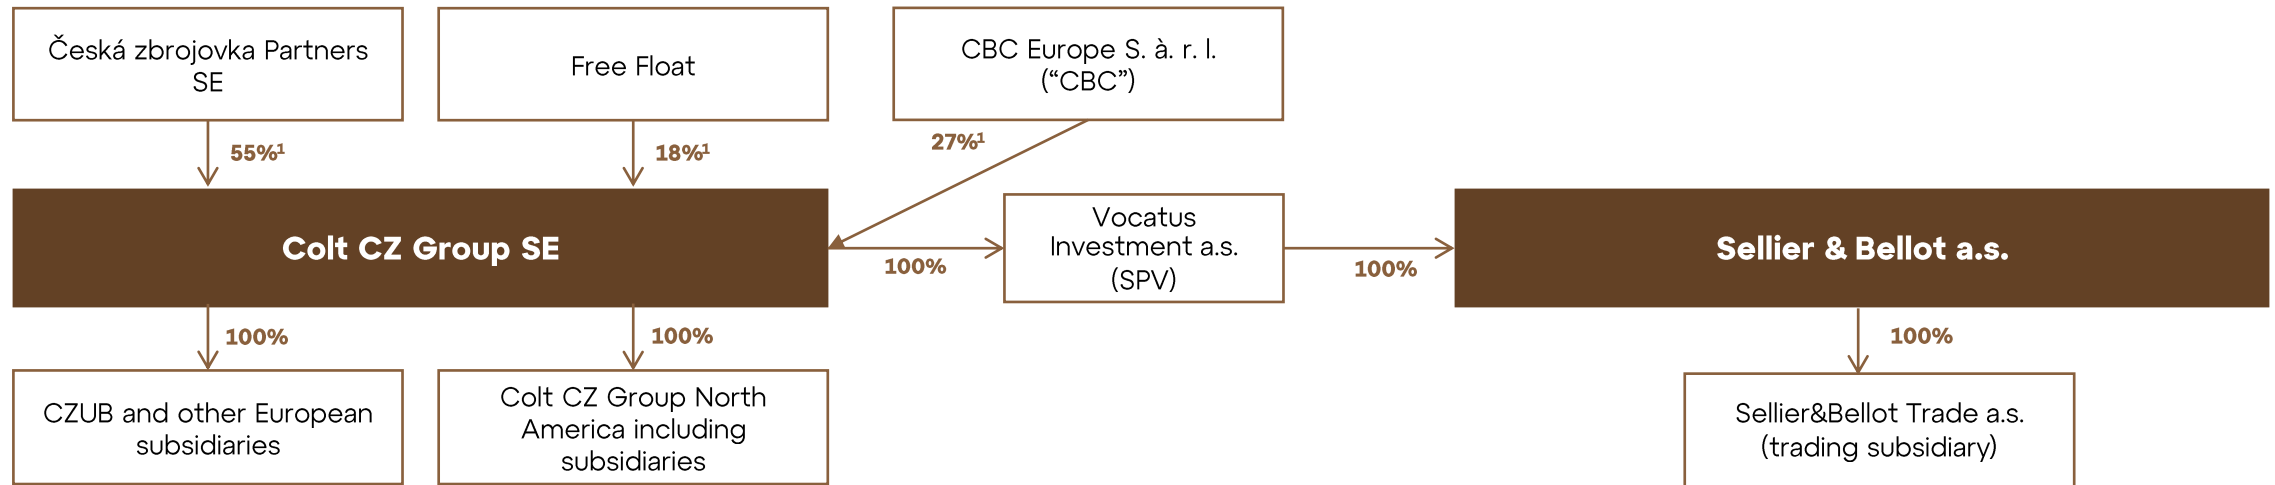 Česká zbrojovka Partners
SE
Free Float
CBC Europe S. à. r. l.
(“CBC”)
55%¹
18%¹
27%¹
Colt CZ Group SE
100%
Vocatus
Investment a.s.
(SPV)
100%
Sellier & Bellot a.s.
100%
100%
100%
CZUB and other European
subsidiaries
Colt CZ Group North
America including
subsidiaries
Sellier&Bellot Trade a.s.
(trading subsidiary)